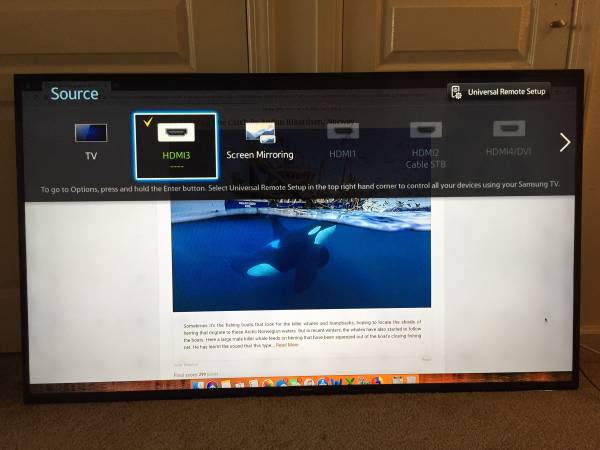 Source
Universal Remote Setup
TV
HDMI3
-----
Screen Mirroring
HDMI1
HDMI2
Cable STB
HDMI4/DVI
To go to Options, press and hold the Enter button. Select Universal Remote Setup in the top right hand corner to control all your devices using your Samsung TV.
Sometimes it's the fishing boats that look for the killer whales and humpbacks, hoping to locate the shoals of
herring that migrate to these Arctic Norwegian waters. But in recent winters, the whales have also started to follow
the boats. Here a large male killer whale feeds on herring that have been squeezed out of the boat's closing fishing
net. He has learnt the sound that this type... Read More
Final score 299